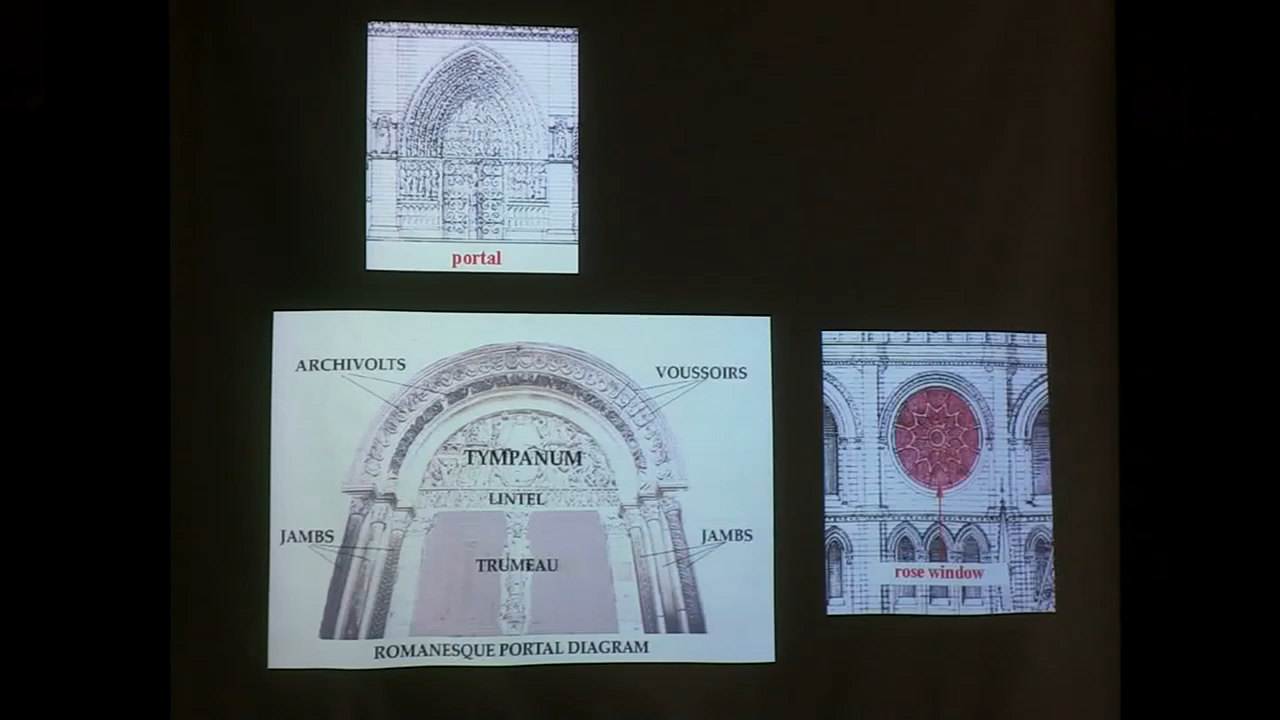 portal
ARCHIVOLTS
VOUSSOIRS
TYMPANUM
LINTEL
JAMBS
JAMBS
TRUMEAU
ROMANESQUE PORTAL DIAGRAM
rose window